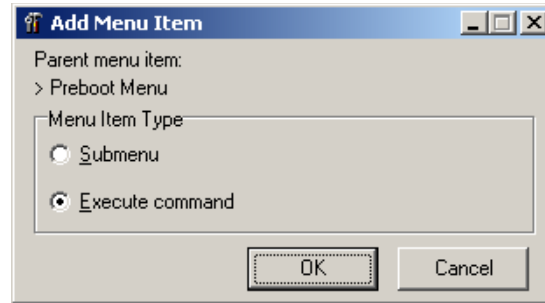 Add Menu Item
Parent menu item:
> Preboot Menu
Menu Item Type
Submenu
Execute command
OK
Cancel